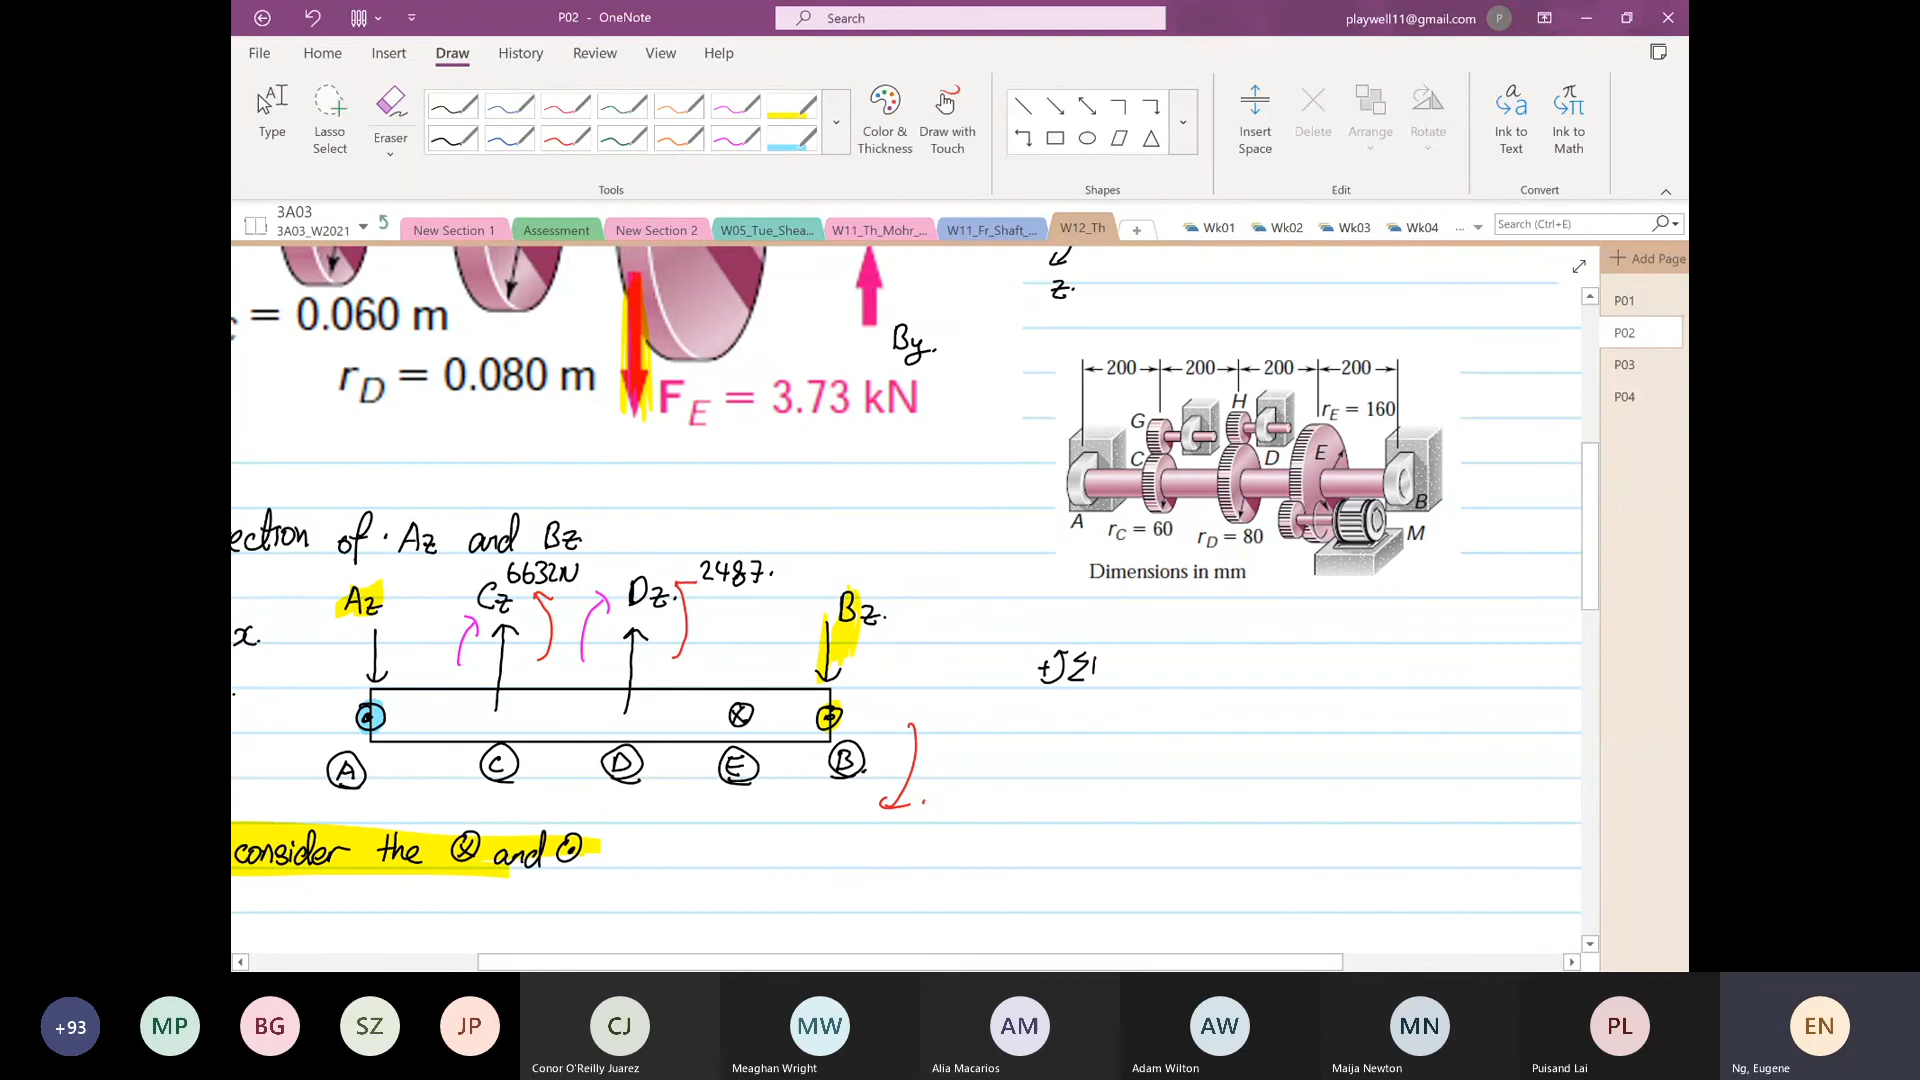 P02 - OneNote
Search
playwell11@gmail.com
P
File Home Insert Draw History Review View Help
Type
Lasso Select
Eraser
Color & Thickness
Draw with Touch
Insert Space
Delete
Arrange
Rotate
Ink to Text
Ink to Math
Tools
Shapes
Edit
Convert
3A03
3A03_W2021
New Section 1
Assessment
New Section 2
W05_Tue_Shea...
W11_Th_Mohr_...
W11_Fr_Shaft_...
W12_Th
Wk01
Wk02
Wk03
Wk04
...
Search (Ctrl+E)
Add Page
P01
P02
P03
P04
= 0.060 m
rD = 0.080 m
FE = 3.73 kN
By.
z.
200 200 200 200
G H rE = 160
C D E
A B
rC = 60 rD = 80 M
Dimensions in mm
ection of Az and Bz
6632N 2487.
Az Cz Dz. Bz.
x.
A C D E B
+ΣI
consider the ⊗ and ⊙
+93
MP
BG
SZ
JP
CJ
MW
AM
AW
MN
PL
EN
Conor O'Reilly Juarez
Meaghan Wright
Alia Macarios
Adam Wilton
Maija Newton
Puisand Lai
Ng, Eugene